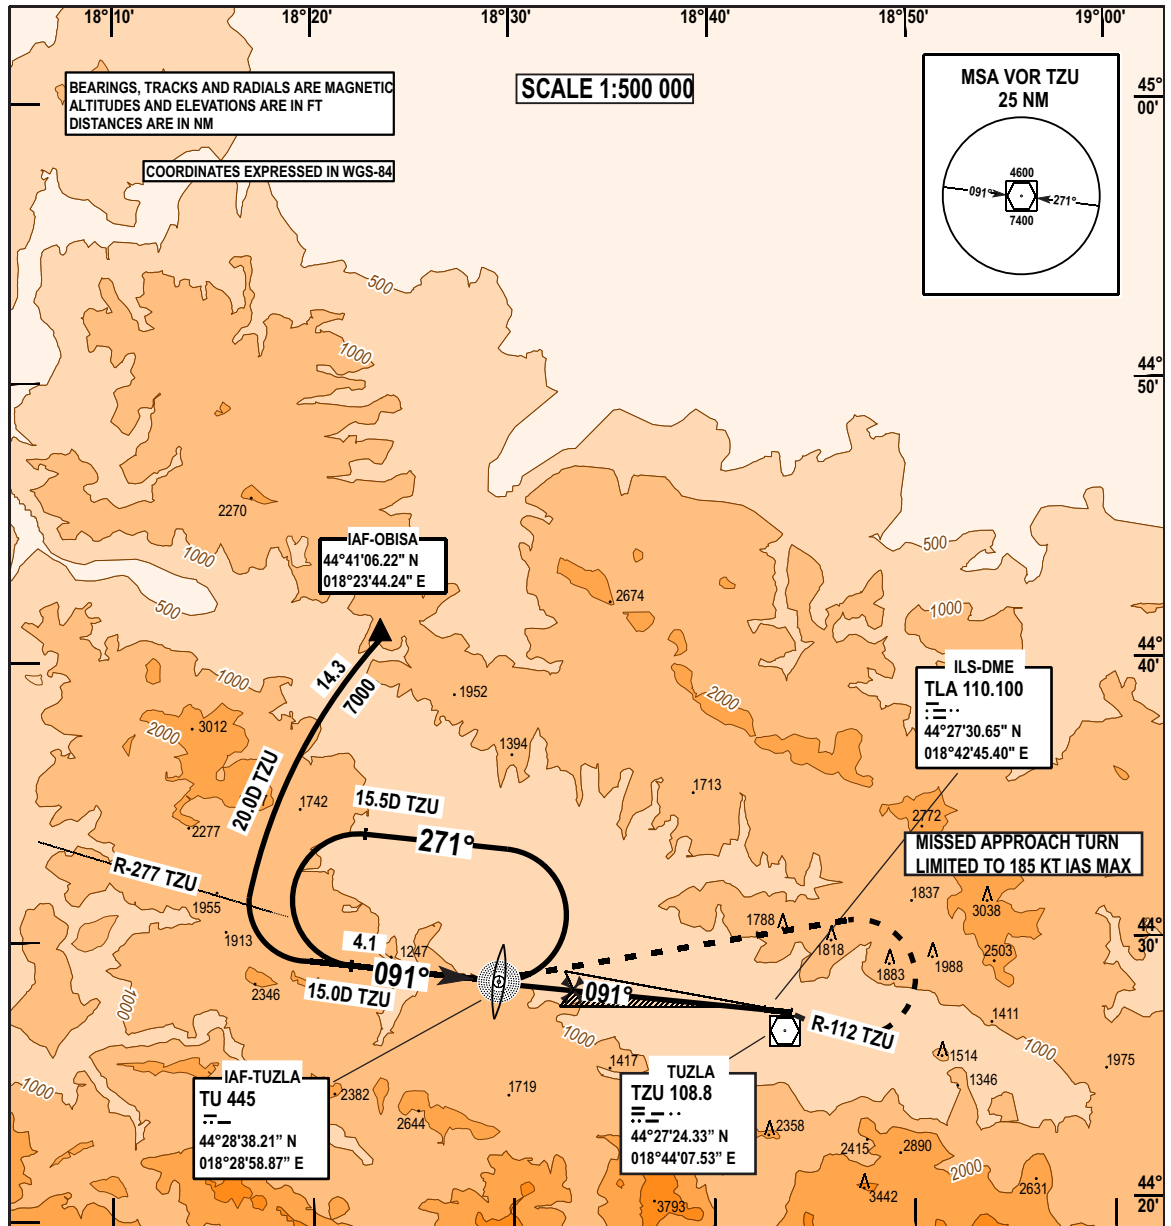 18°10'
18°20'
18°30'
18°40'
18°50'
19°00'
BEARINGS, TRACKS AND RADIALS ARE MAGNETIC
ALTITUDES AND ELEVATIONS ARE IN FT
DISTANCES ARE IN NM
SCALE 1:500 000
COORDINATES EXPRESSED IN WGS-84
MSA VOR TZU
25 NM
4600
091°
271°
7400
45°
00'
500
1000
44°
50'
2270
1000
500
IAF-OBISA
44°41'06.22" N
018°23'44.24" E
500
2674
1000
44°
40'
14.3
7000
1000
1952
2000
ILS-DME
TLA 110.100
44°27'30.65" N
018°42'45.40" E
3012
2000
1394
1713
20.0D TZU
1742
15.5D TZU
2277
271°
2772
MISSED APPROACH TURN
LIMITED TO 185 KT IAS MAX
R-277 TZU
1955
1913
1837
3038
1788
1818
44°
30'
4.1
1247
091°
2503
1988
1883
2346
15.0D TZU
091°
1000
R-112 TZU
1411
1000
1000
1514
1417
1975
1000
IAF-TUZLA
TU 445
44°28'38.21” N
018°28'58.87” E
2382
2644
1719
TUZLA
TZU 108.8
44°27'24.33” N
018°44'07.53” E
1346
2358
2415
2890
2000
3442
2631
3793
44°
20'